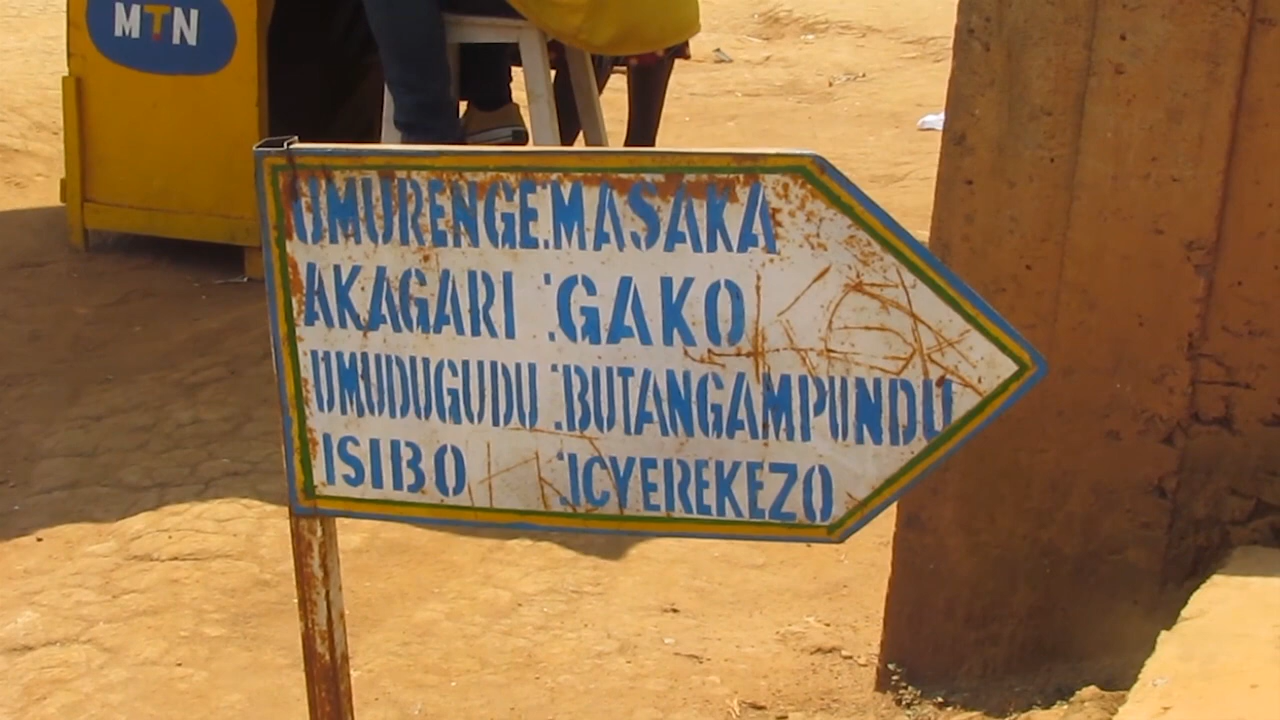 MTN
UMURENGE:MASAKA
AKAGARI :GAKO
UMUDUGUDU :BUTANGAMPUNDU
ISIBO :ICYEREKEZO